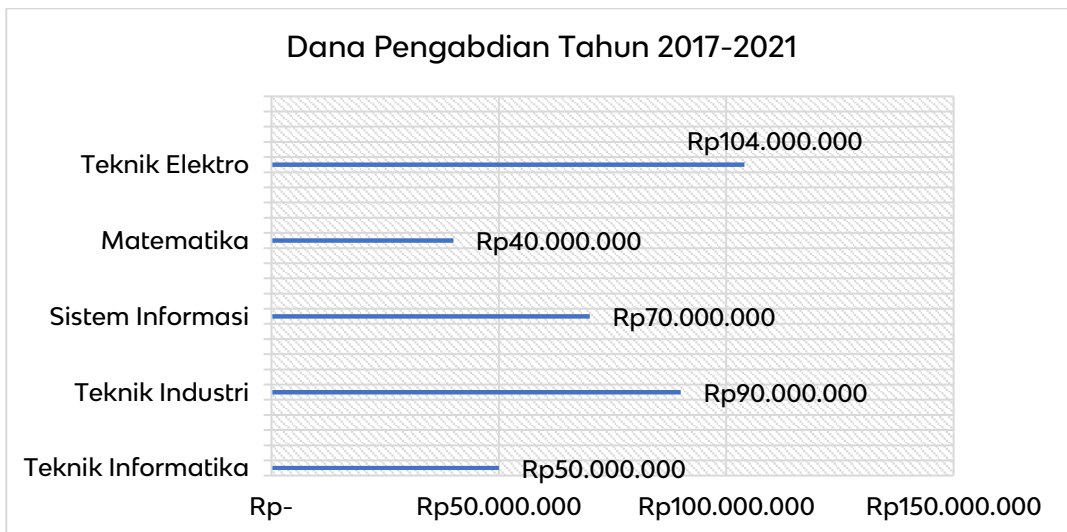 Dana Pengabdian Tahun 2017-2021
Teknik Elektro
Rp104.000.000
Matematika
Rp40.000.000
Sistem Informasi
Rp70.000.000
Teknik Industri
Rp90.000.000
Teknik Informatika
Rp50.000.000
Rp- Rp50.000.000 Rp100.000.000 Rp150.000.000